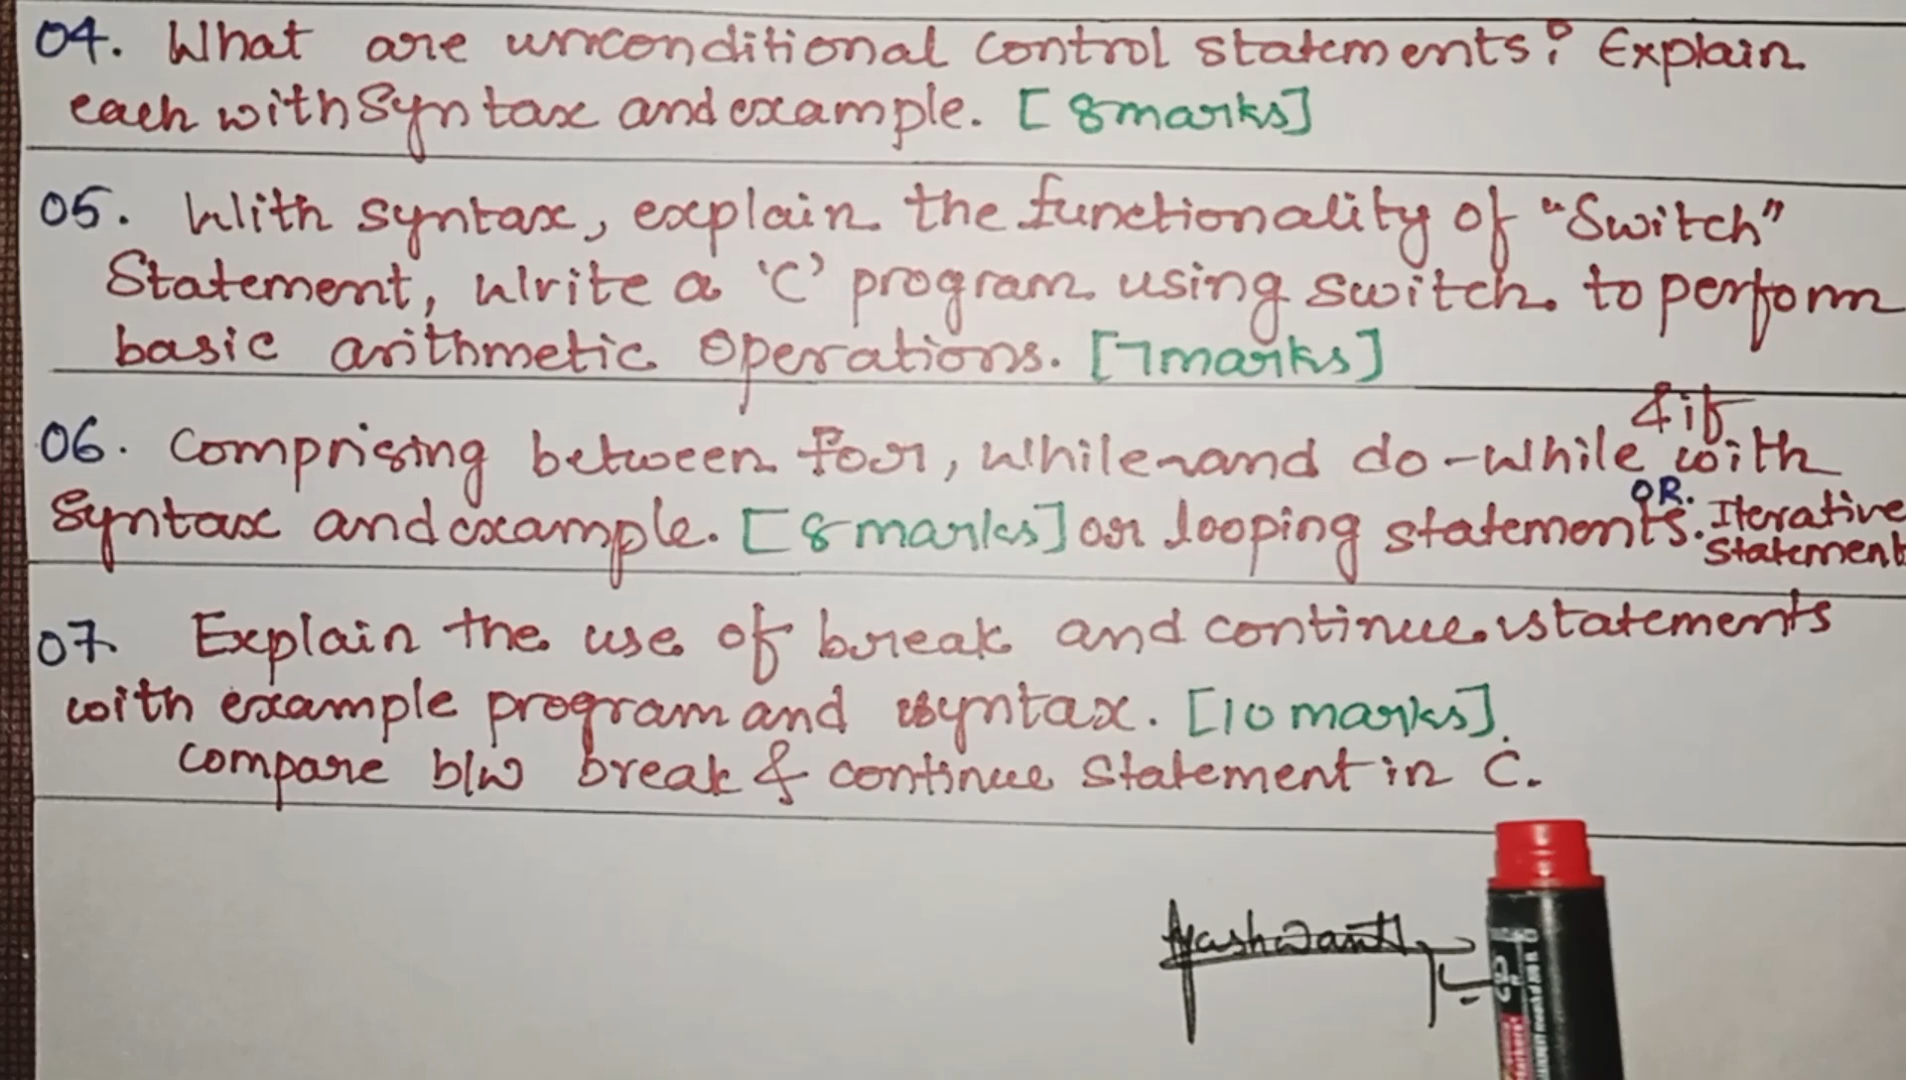 04. What are unconditional control statements? Explain
each with Syntax and example. [8marks]
05. With syntax, explain the functionality of "Switch"
Statement, Write a 'C' program using switch to perform
basic arithmetic operations. [7marks]
& if
06. Comprising between for, while and do-while with
Syntax and example. [8 marks] or looping statements. OR. Iterative
Statement
07. Explain the use of break and continue statements
with example program and syntax. [10 marks].
compare b/w break & continue Statement in C.
Yashwanth